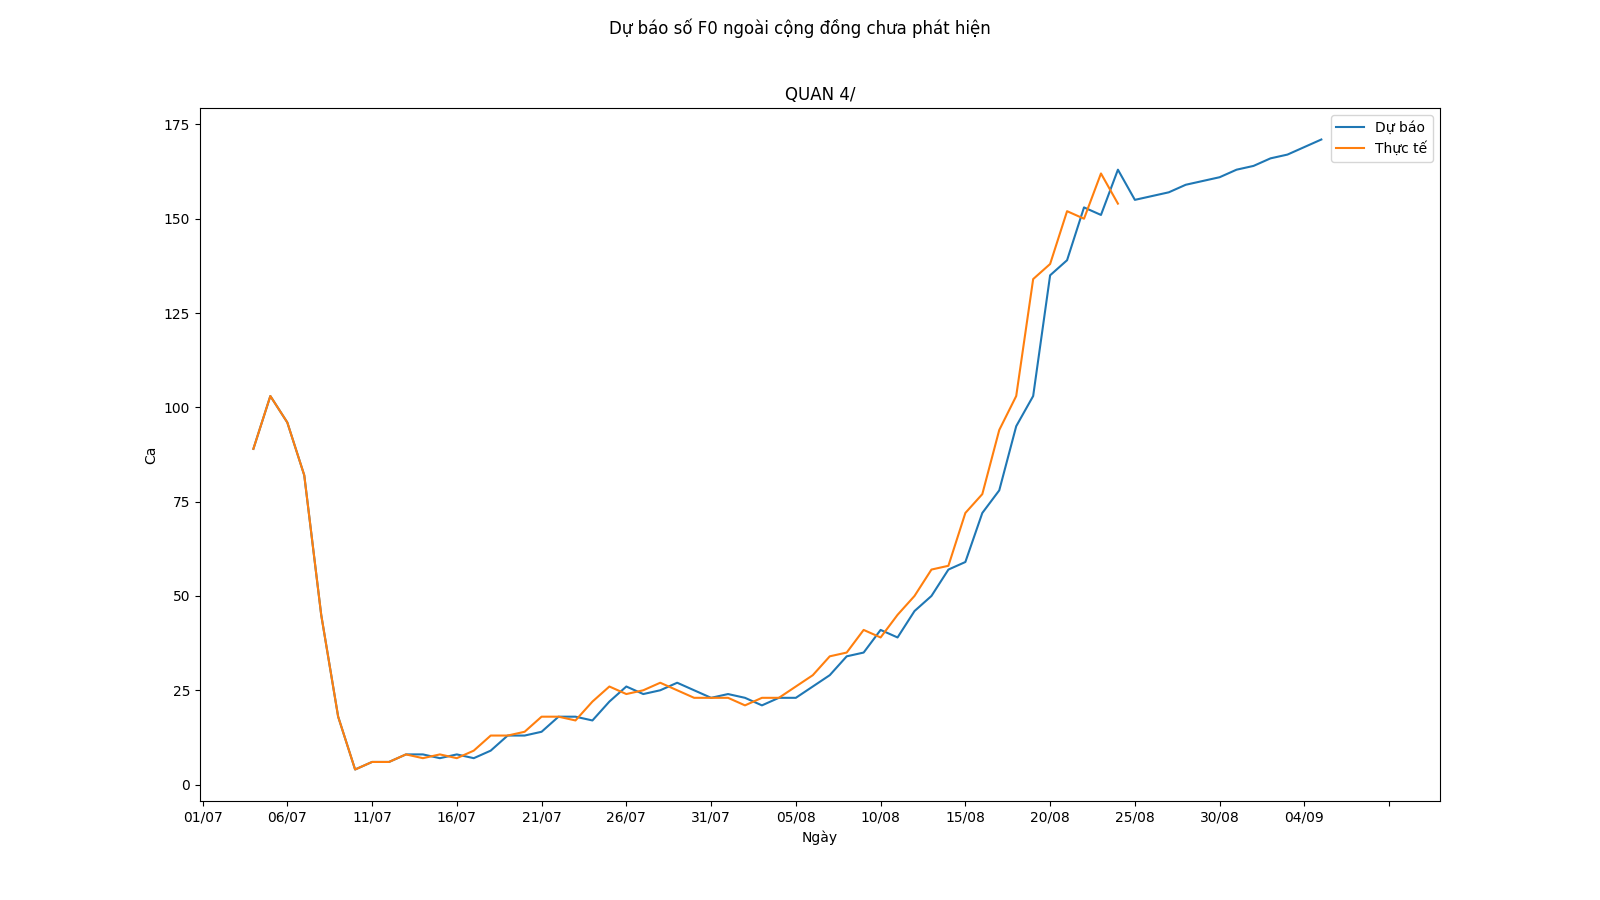 Dự báo số F0 ngoài cộng đồng chưa phát hiện
QUAN 4/
Dự báo
Thực tế
175
150
125
100
75
50
25
0
Ca
01/07 06/07 11/07 16/07 21/07 26/07 31/07 05/08 10/08 15/08 20/08 25/08 30/08 04/09
Ngày